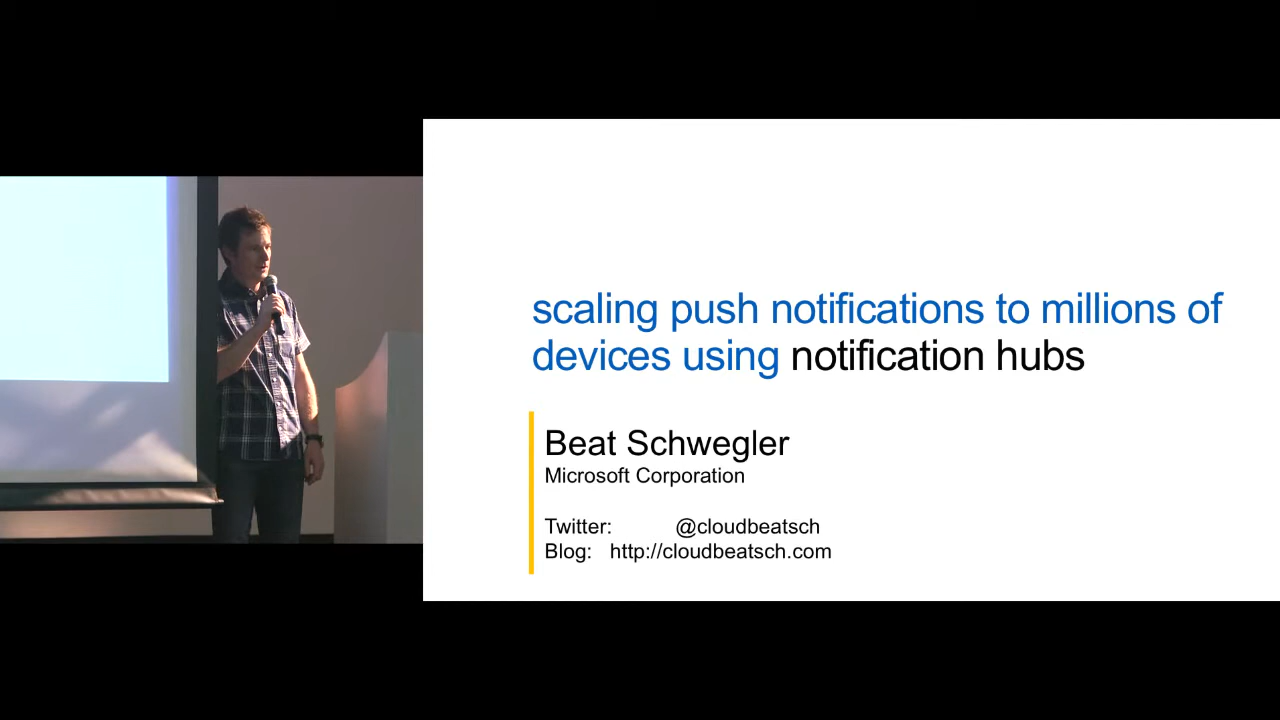 scaling push notifications to millions of
devices using notification hubs
Beat Schwegler
Microsoft Corporation
Twitter: @cloudbeatsch
Blog: http://cloudbeatsch.com